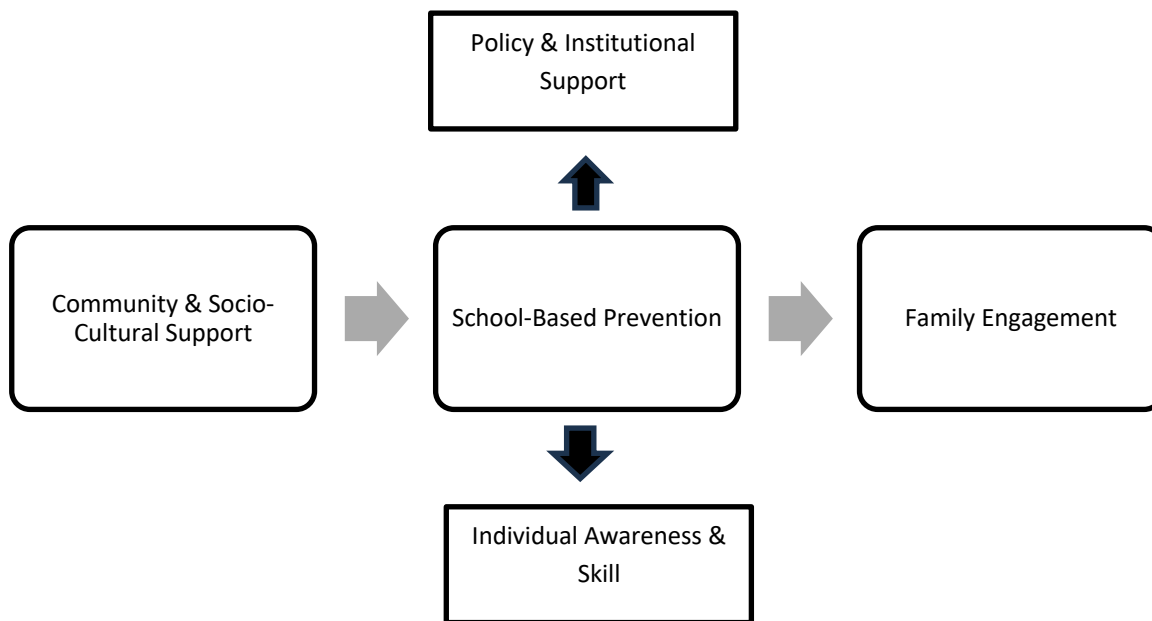 Policy & Institutional
Support
Community & Socio-
Cultural Support
School-Based Prevention
Family Engagement
Individual Awareness &
Skill